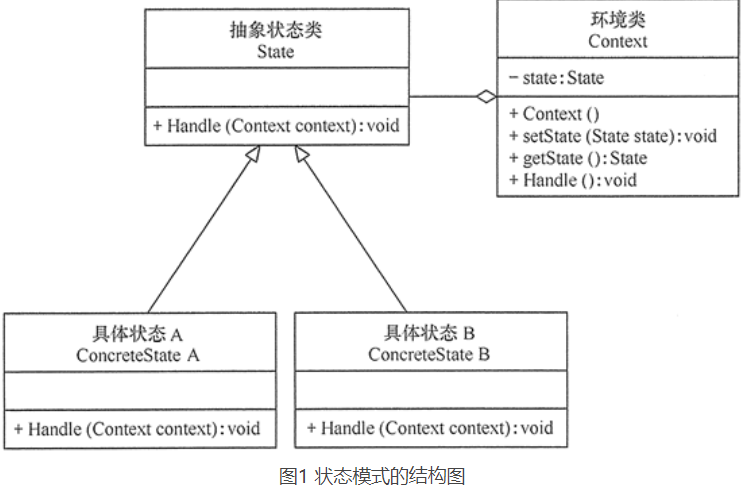 抽象状态类
State
+ Handle (Context context) : void
环境类
Context
− state : State
+ Context ()
+ setState (State state) : void
+ getState () : State
+ Handle () : void
具体状态 A
ConcreteState A
+ Handle (Context context) : void
具体状态 B
ConcreteState B
+ Handle (Context context) : void
图1 状态模式的结构图